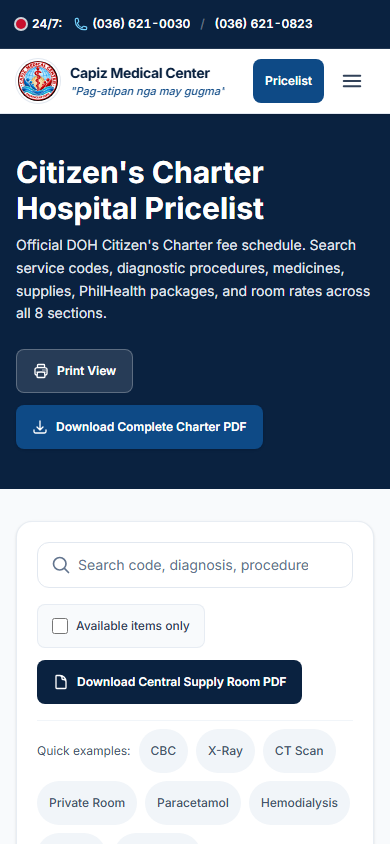 24/7: (036) 621-0030 / (036) 621-0823
Capiz Medical Center
"Pag-atipan nga may gugma"
Pricelist
Citizen's Charter
Hospital Pricelist
Official DOH Citizen's Charter fee schedule. Search
service codes, diagnostic procedures, medicines,
supplies, PhilHealth packages, and room rates across
all 8 sections.
Print View
Download Complete Charter PDF
Search code, diagnosis, procedure
Available items only
Download Central Supply Room PDF
Quick examples: CBC X-Ray CT Scan
Private Room Paracetamol Hemodialysis